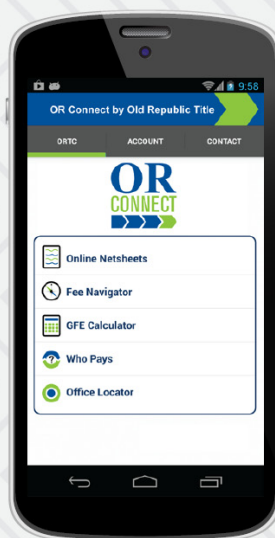 9:58
OR Connect by Old Republic Title
ORTC ACCOUNT CONTACT
OR
CONNECT
Online Netsheets
Fee Navigator
GFE Calculator
Who Pays
Office Locator